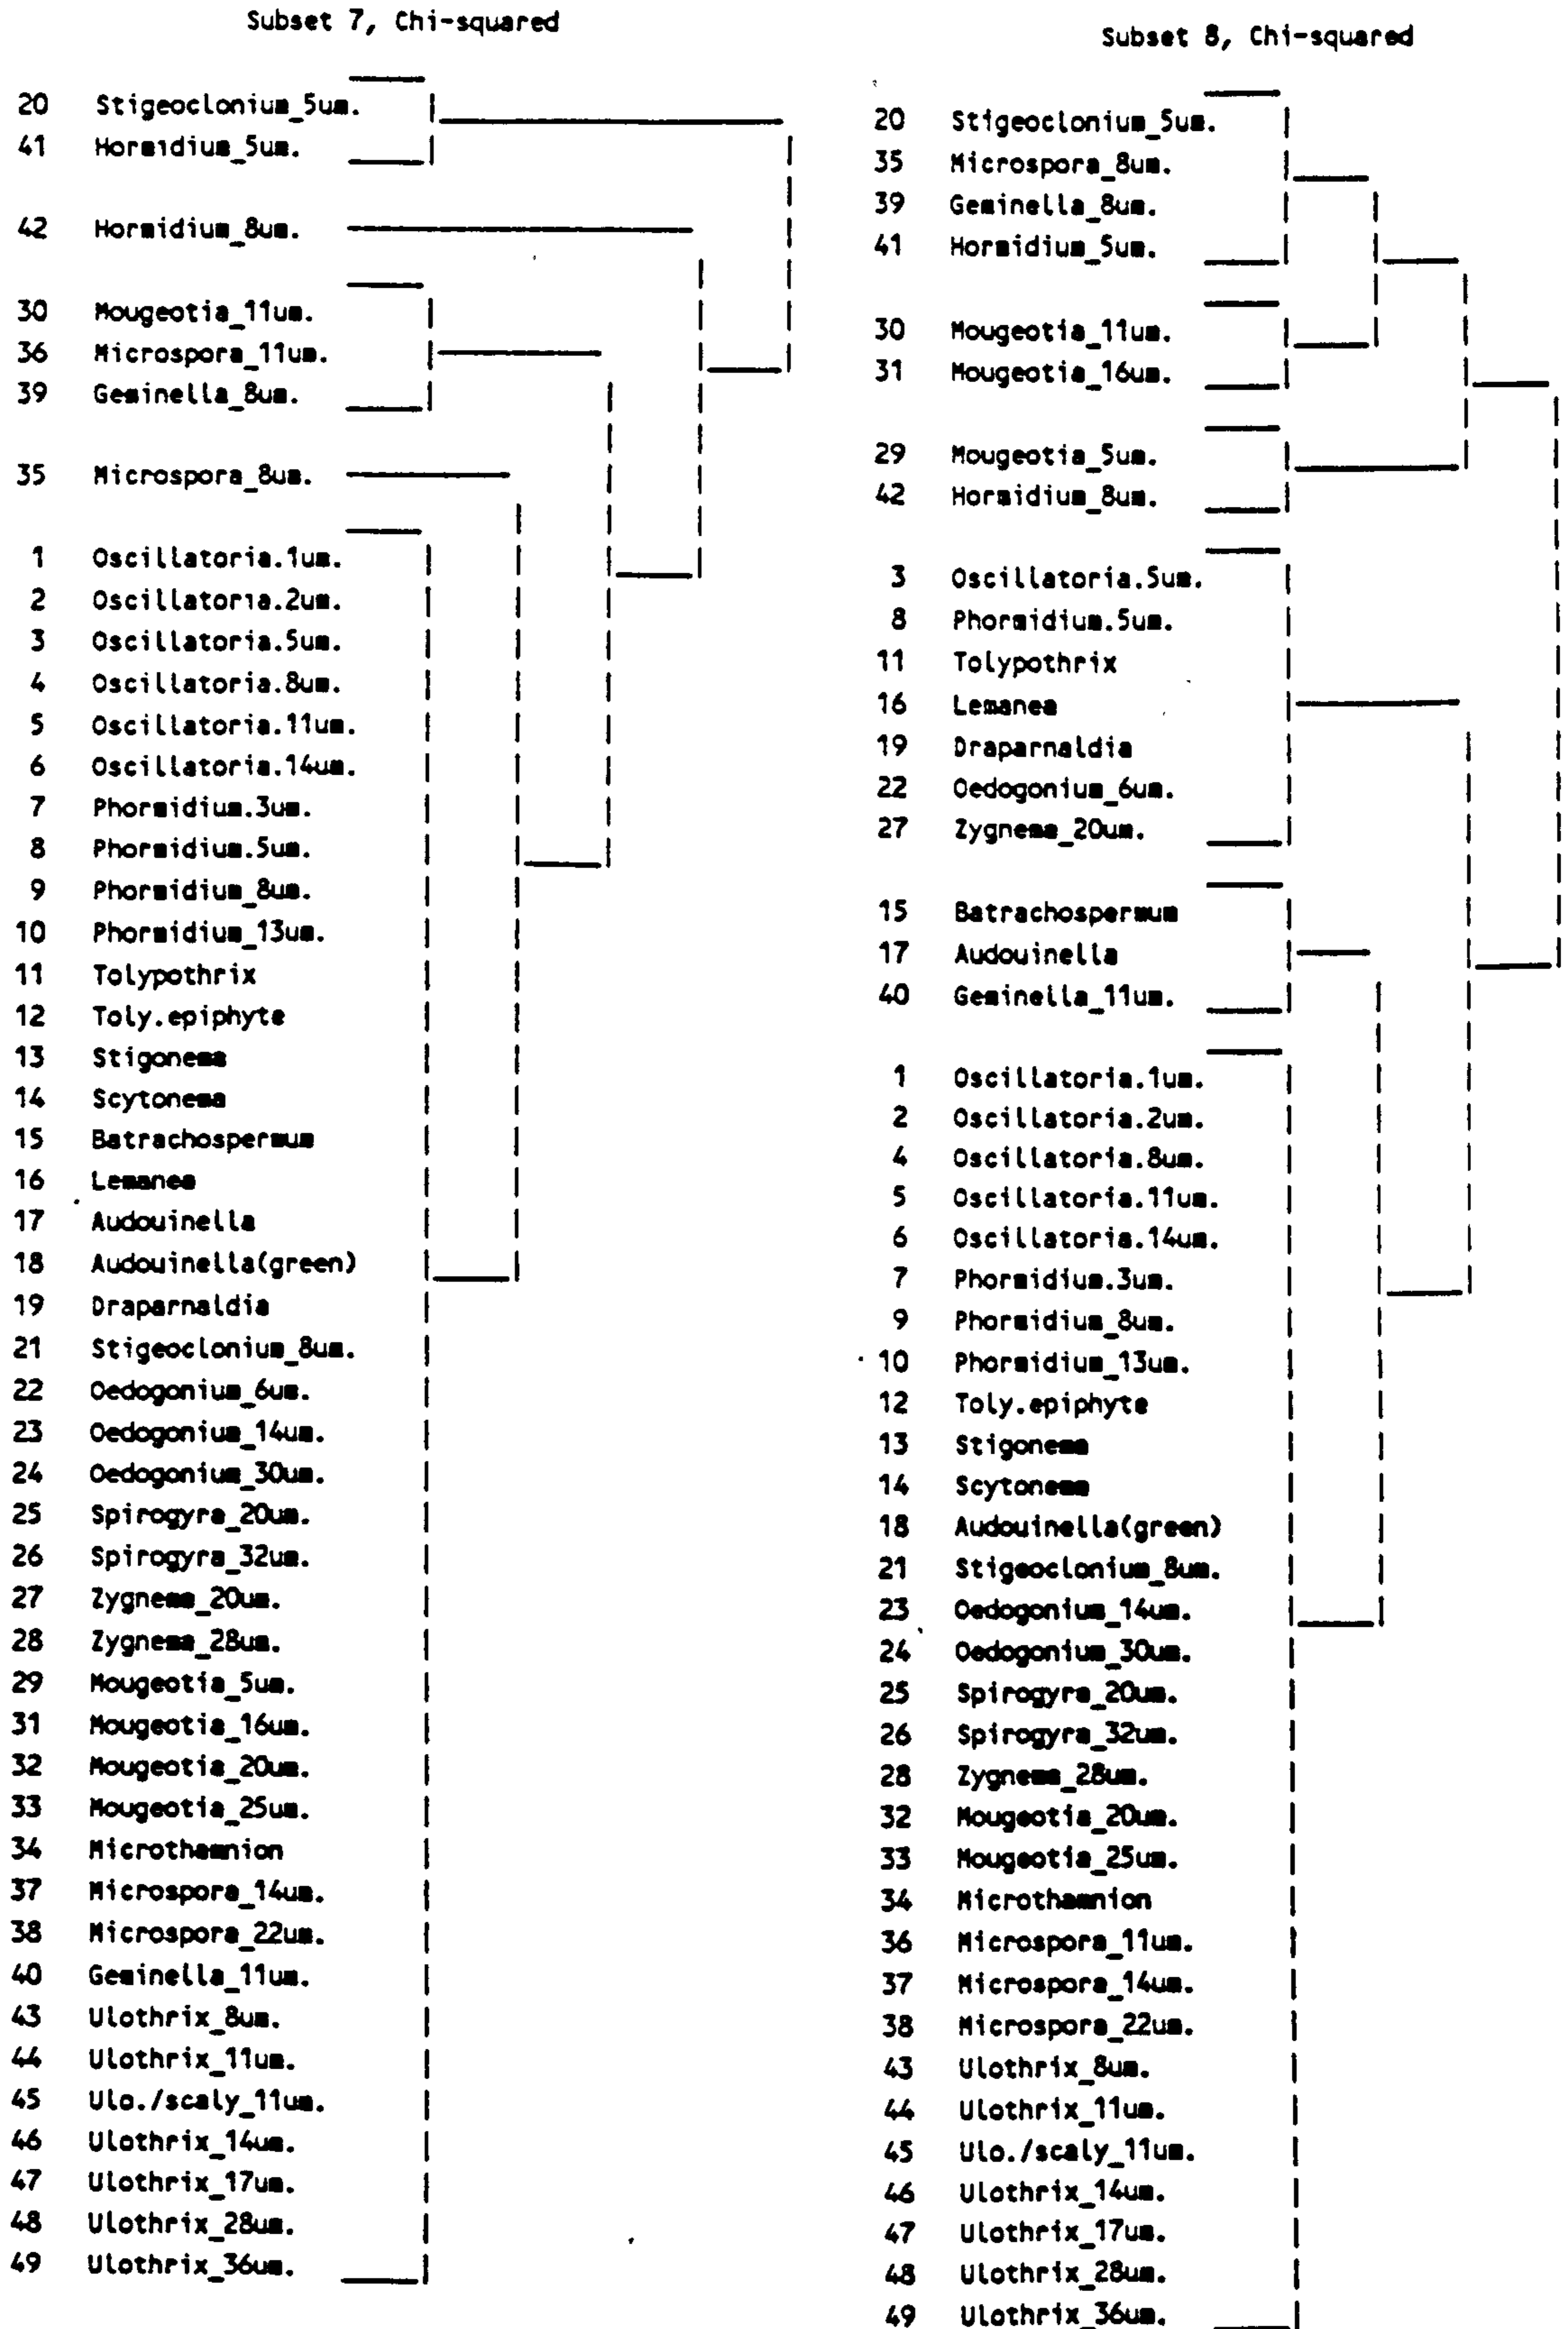 Subset 7, Chi-squared
20 Stigeoclonium_5um.
41 Hormidium_5um.
42 Hormidium_8um.
30 Mougeotia_11um.
36 Microspora_11um.
39 Geminella_8um.
35 Microspora_8um.
1 Oscillatoria.1um.
2 Oscillatoria.2um.
3 Oscillatoria.5um.
4 Oscillatoria.8um.
5 Oscillatoria.11um.
6 Oscillatoria.14um.
7 Phormidium.3um.
8 Phormidium.5um.
9 Phormidium_8um.
10 Phormidium_13um.
11 Tolypothrix
12 Toly.epiphyte
13 Stigonema
14 Scytonema
15 Batrachospermum
16 Lemanea
17 Audouinella
18 Audouinella(green)
19 Draparnaldia
21 Stigeoclonium_8um.
22 Oedogonium_6um.
23 Oedogonium_14um.
24 Oedogonium_30um.
25 Spirogyra_20um.
26 Spirogyra_32um.
27 Zygnema_20um.
28 Zygnema_28um.
29 Mougeotia_5um.
31 Mougeotia_16um.
32 Mougeotia_20um.
33 Mougeotia_25um.
34 Microthamnion
37 Microspora_14um.
38 Microspora_22um.
40 Geminella_11um.
43 Ulothrix_8um.
44 Ulothrix_11um.
45 Ulo./scaly_11um.
46 Ulothrix_14um.
47 Ulothrix_17um.
48 Ulothrix_28um.
49 Ulothrix_36um.
Subset 8, Chi-squared
20 Stigeoclonium_5um.
35 Microspora_8um.
39 Geminella_8um.
41 Hormidium_5um.
30 Mougeotia_11um.
31 Mougeotia_16um.
29 Mougeotia_5um.
42 Hormidium_8um.
3 Oscillatoria.5um.
8 Phormidium.5um.
11 Tolypothrix
16 Lemanea
19 Draparnaldia
22 Oedogonium_6um.
27 Zygnema_20um.
15 Batrachospermum
17 Audouinella
40 Geminella_11um.
1 Oscillatoria.1um.
2 Oscillatoria.2um.
4 Oscillatoria.8um.
5 Oscillatoria.11um.
6 Oscillatoria.14um.
7 Phormidium.3um.
9 Phormidium_8um.
10 Phormidium_13um.
12 Toly.epiphyte
13 Stigonema
14 Scytonema
18 Audouinella(green)
21 Stigeoclonium_8um.
23 Oedogonium_14um.
24 Oedogonium_30um.
25 Spirogyra_20um.
26 Spirogyra_32um.
28 Zygnema_28um.
32 Mougeotia_20um.
33 Mougeotia_25um.
34 Microthamnion
36 Microspora_11um.
37 Microspora_14um.
38 Microspora_22um.
43 Ulothrix_8um.
44 Ulothrix_11um.
45 Ulo./scaly_11um.
46 Ulothrix_14um.
47 Ulothrix_17um.
48 Ulothrix_28um.
49 Ulothrix_36um.